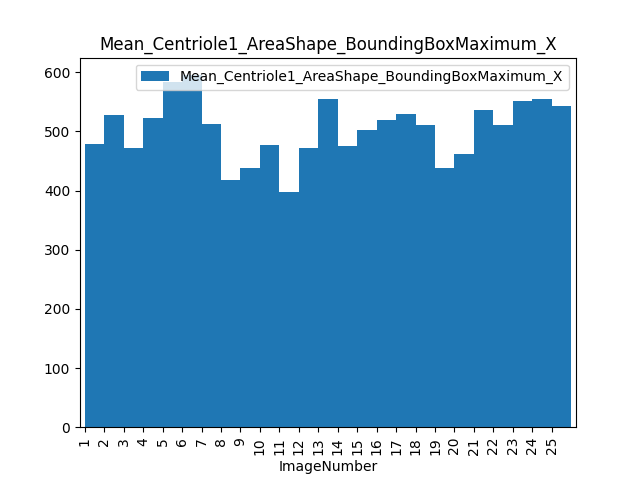 Mean_Centriole1_AreaShape_BoundingBoxMaximum_X
Mean_Centriole1_AreaShape_BoundingBoxMaximum_X
600
500
400
300
200
100
0
1 2 3 4 5 6 7 8 9 10 11 12 13 14 15 16 17 18 19 20 21 22 23 24 25
ImageNumber